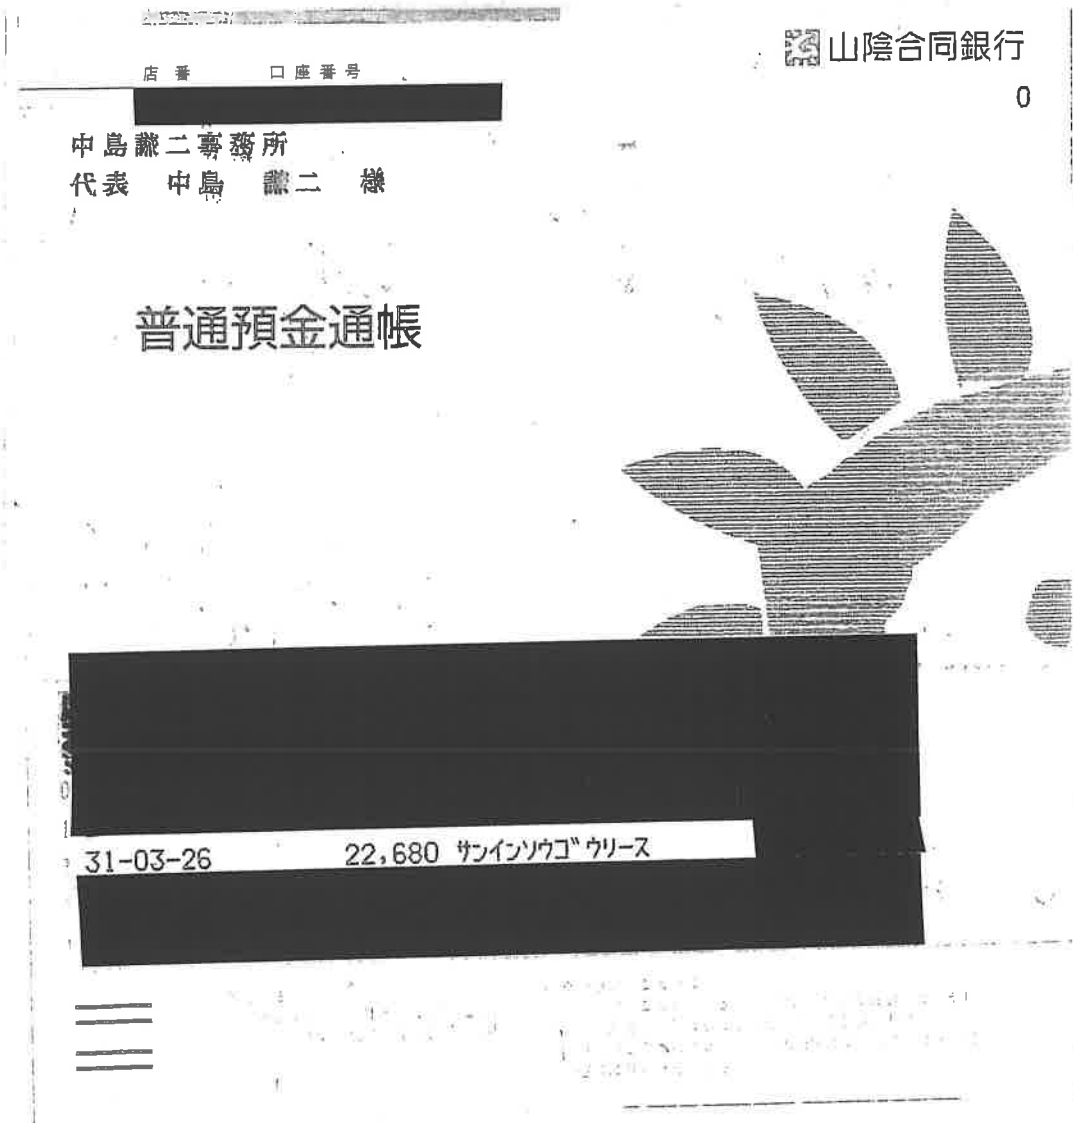 山陰合同銀行
0
店番 口座番号
中島謙二事務所
代表 中島 謙二 様
普通預金通帳
31-03-26 22,680 サンインソウゴウリース